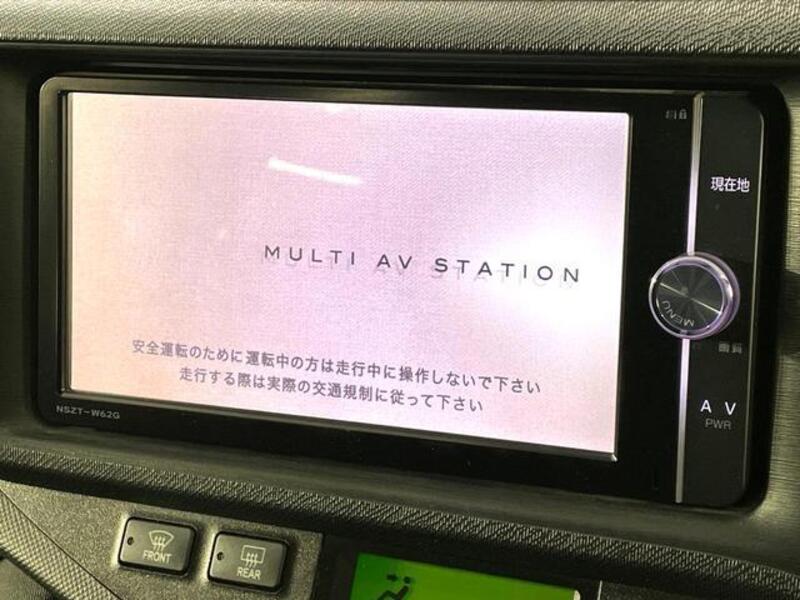 現在地
MULTI AV STATION
MENU
安全運転のために運転中の方は走行中に操作しないで下さい
走行する際は実際の交通規制に従って下さい
画質
A V
PWR
NSZT-W62G
FRONT
REAR